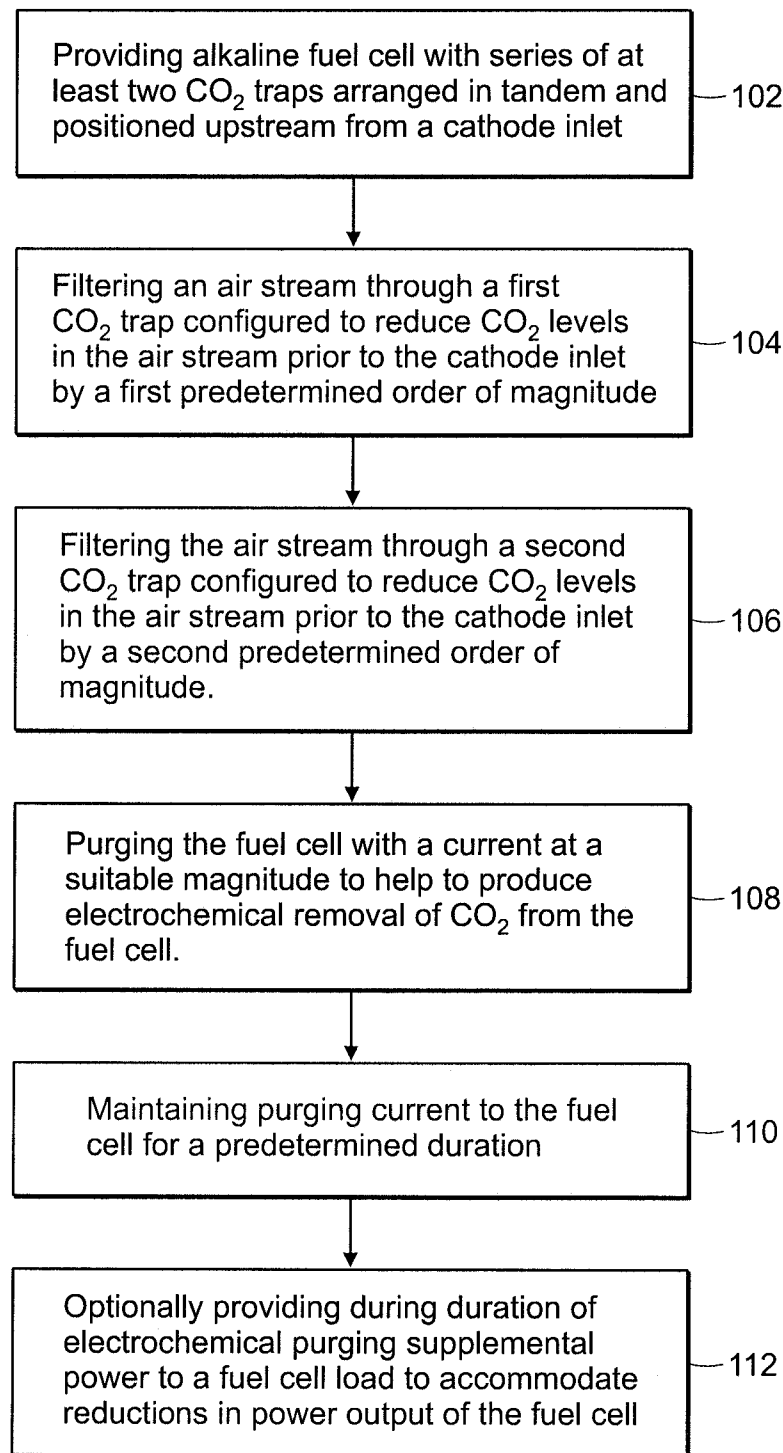 Providing alkaline fuel cell with series of at
least two CO₂ traps arranged in tandem and
positioned upstream from a cathode inlet
102
Filtering an air stream through a first
CO₂ trap configured to reduce CO₂ levels
in the air stream prior to the cathode inlet
by a first predetermined order of magnitude
104
Filtering the air stream through a second
CO₂ trap configured to reduce CO₂ levels
in the air stream prior to the cathode inlet
by a second predetermined order of
magnitude.
106
Purging the fuel cell with a current at a
suitable magnitude to help to produce
electrochemical removal of CO₂ from the
fuel cell.
108
Maintaining purging current to the fuel
cell for a predetermined duration
110
Optionally providing during duration of
electrochemical purging supplemental
power to a fuel cell load to accommodate
reductions in power output of the fuel cell
112